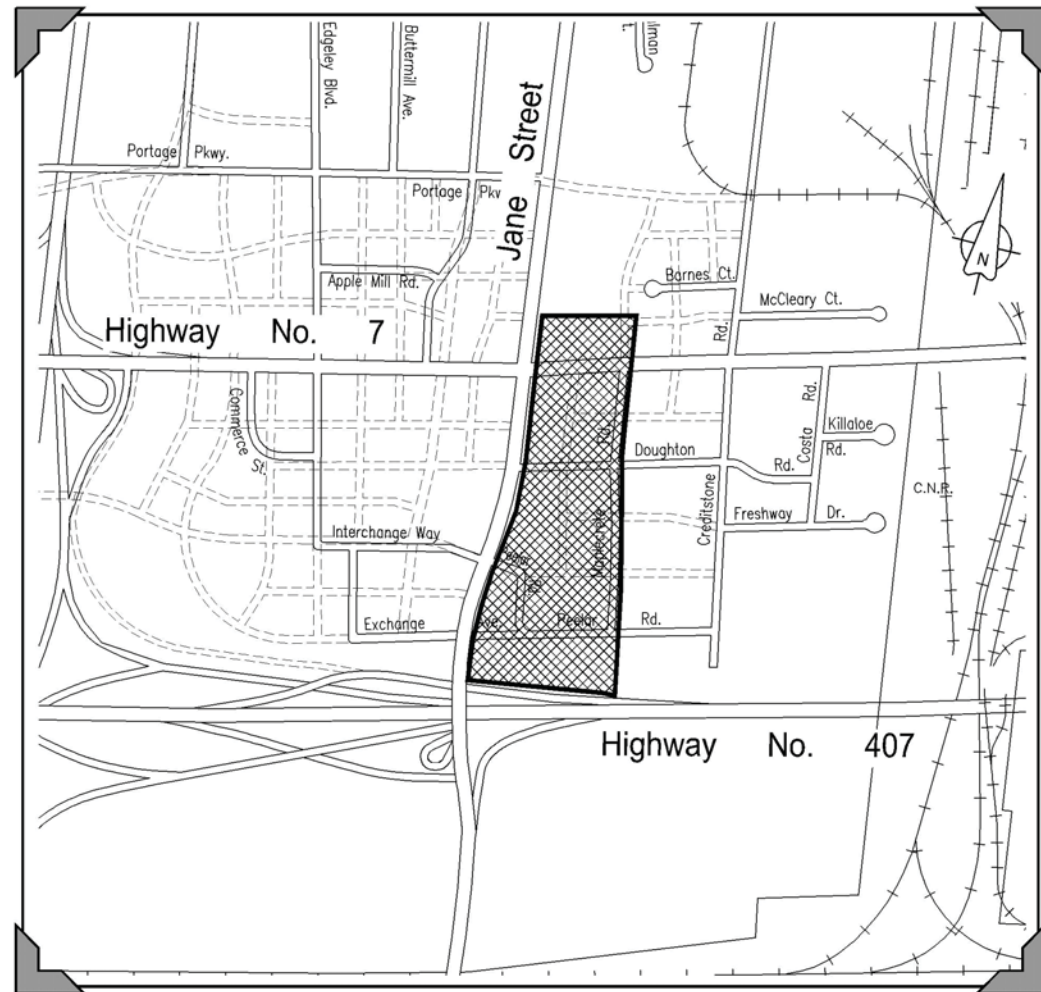 Edgeley Blvd.
Buttermill Ave.
Jane Street
Portage Pkwy.
Portage
Apple Mill Rd.
Barnes Ct.
McCleary Ct.
Rd.
Highway No. 7
Commerce St.
Rd.
Doughton Rd.
Costa Rd.
Killaloe Rd.
C.N.R.
Creditstone
Freshway Dr.
Interchange Way
Maplecrete
Rd.
Exchange Ave.
Peelar Rd.
Highway No. 407
N